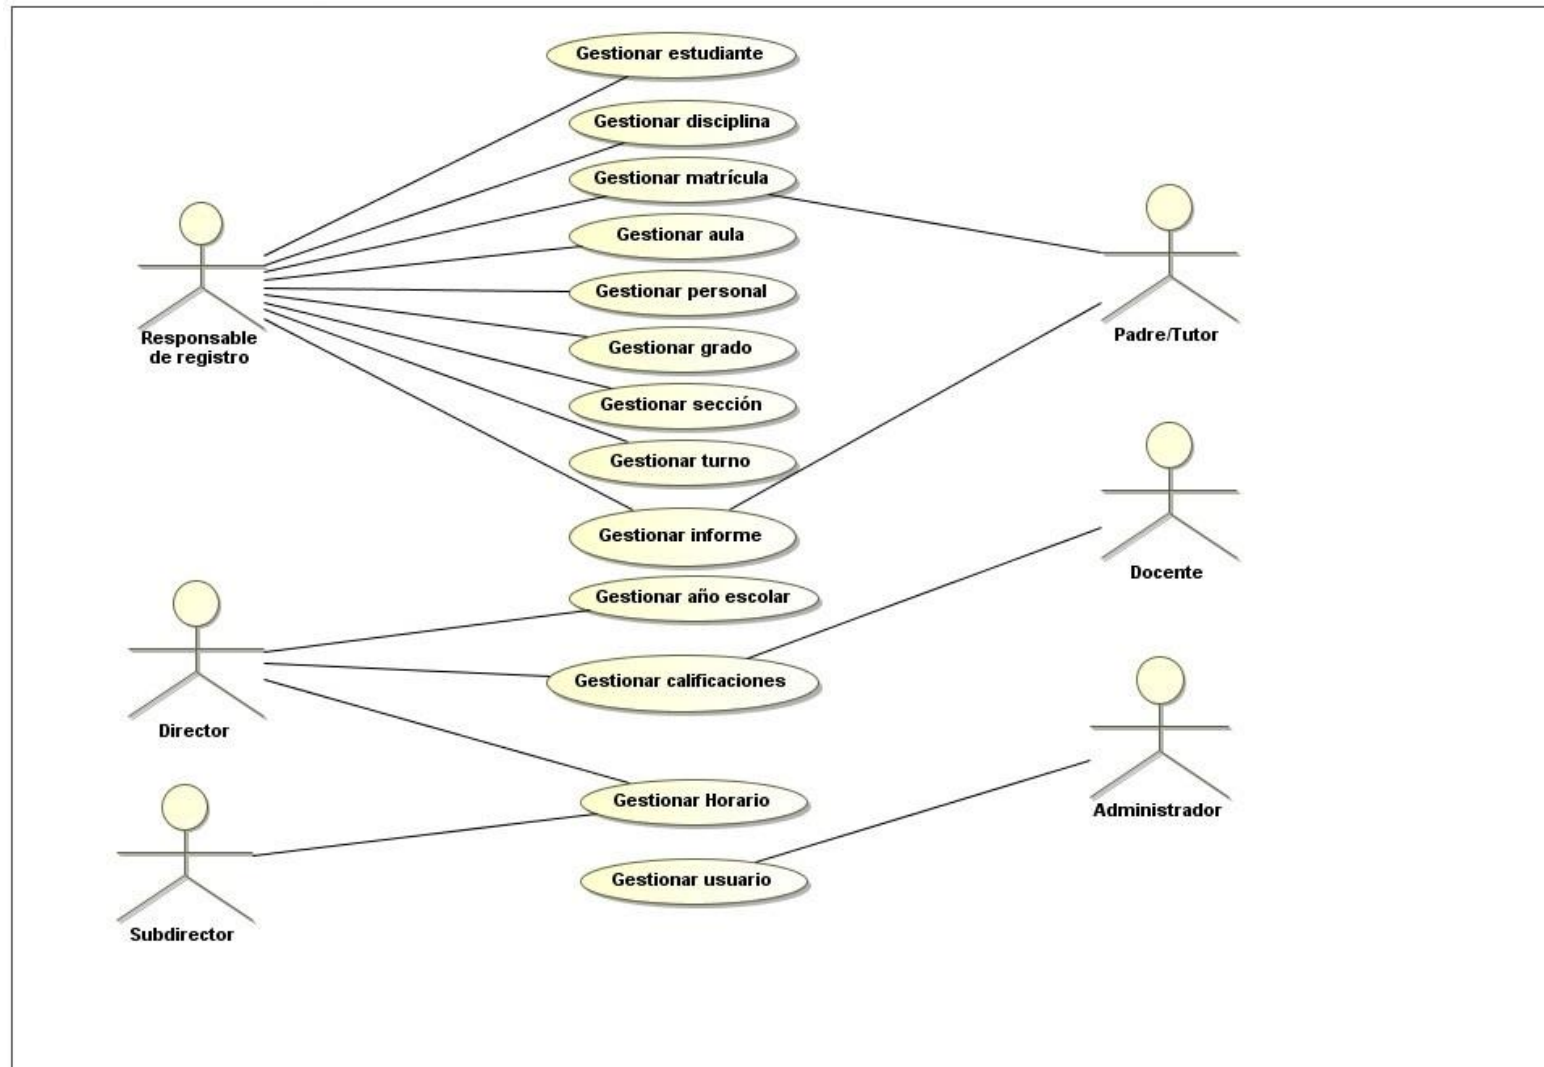 Gestionar estudiante
Gestionar disciplina
Gestionar matrícula
Gestionar aula
Gestionar personal
Gestionar grado
Gestionar sección
Gestionar turno
Gestionar informe
Gestionar año escolar
Gestionar calificaciones
Gestionar Horario
Gestionar usuario
Responsable
de registro
Director
Subdirector
Padre/Tutor
Docente
Administrador